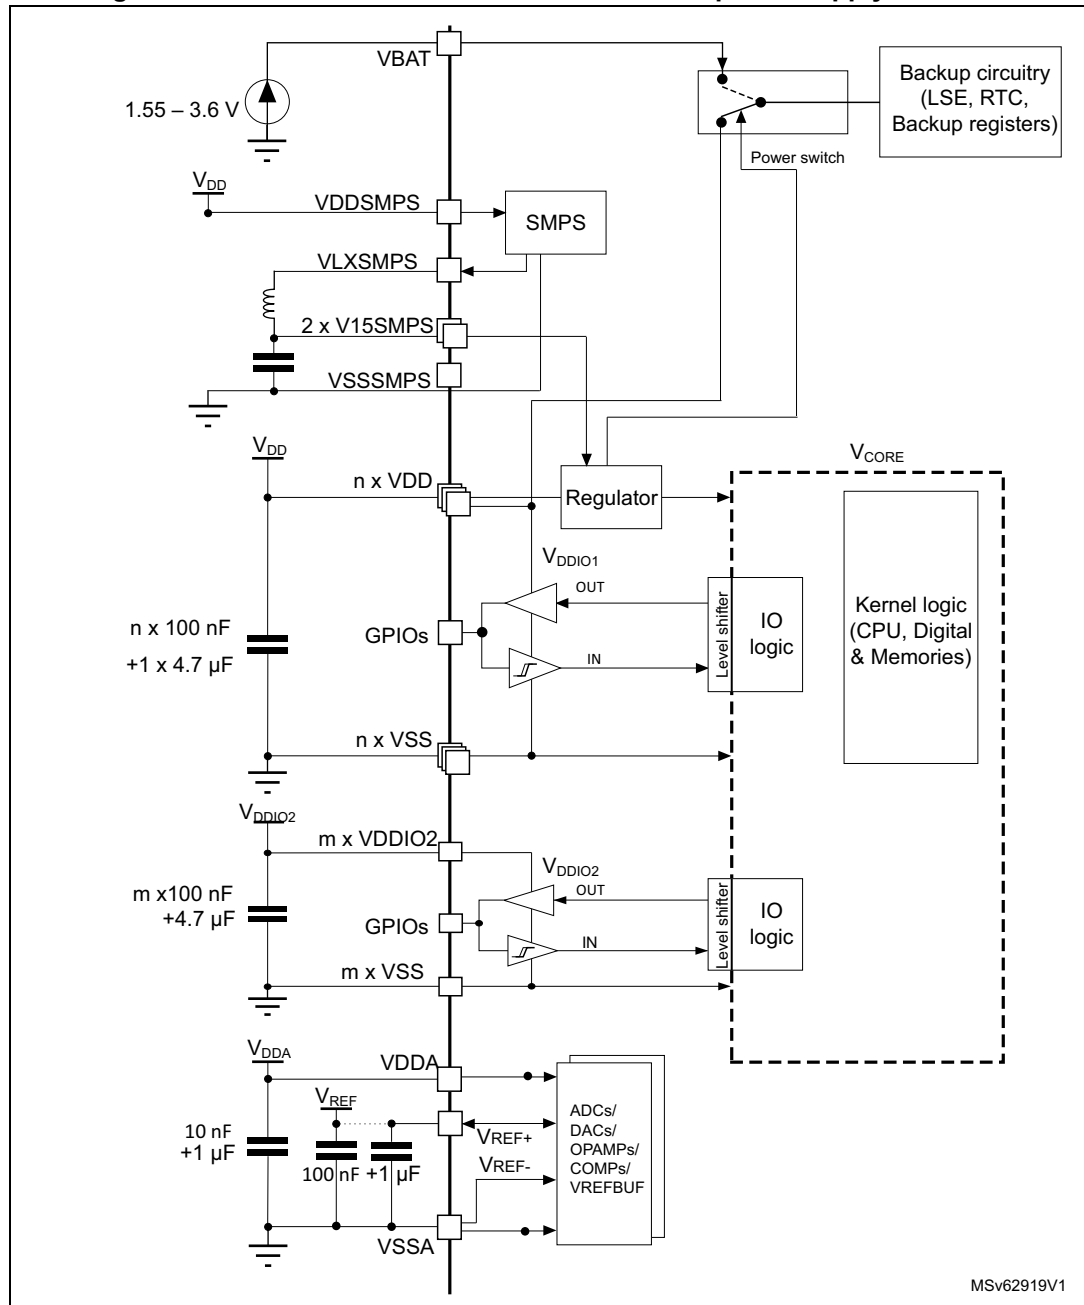 VBAT
1.55 – 3.6 V
Backup circuitry
(LSE, RTC,
Backup registers)
Power switch
VDD
VDDSMPS
SMPS
VLXSMPS
2 x V15SMPS
VSSSMPS
VDD
n x VDD
Regulator
VCORE
VDDIO1
OUT
GPIOs
IN
Level shifter
IO
logic
Kernel logic
(CPU, Digital
& Memories)
n x 100 nF
+1 x 4.7 µF
n x VSS
VDDIO2
m x VDDIO2
VDDIO2
OUT
m x100 nF
+4.7 µF
GPIOs
IN
Level shifter
IO
logic
m x VSS
VDDA
VDDA
VREF
10 nF
+1 µF
100 nF
+1 µF
VREF+
VREF-
ADCs/
DACs/
OPAMPs/
COMPs/
VREFBUF
VSSA
MSv62919V1